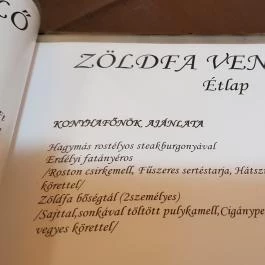 LÓ
ZÖLDFA VEN
Étlap
KONYHAFŐNÖK AJÁNLATA
Hagymás rostélyos steakburgonyával
Erdélyi fatányéros
/Roston csirkemell, Fűszeres sertéstarja, Hátsz
körettel/
Zöldfa bőségtál (2személyes)
/Sajttal,sonkával töltött pulykamell,Cigánype
vegyes körettel/